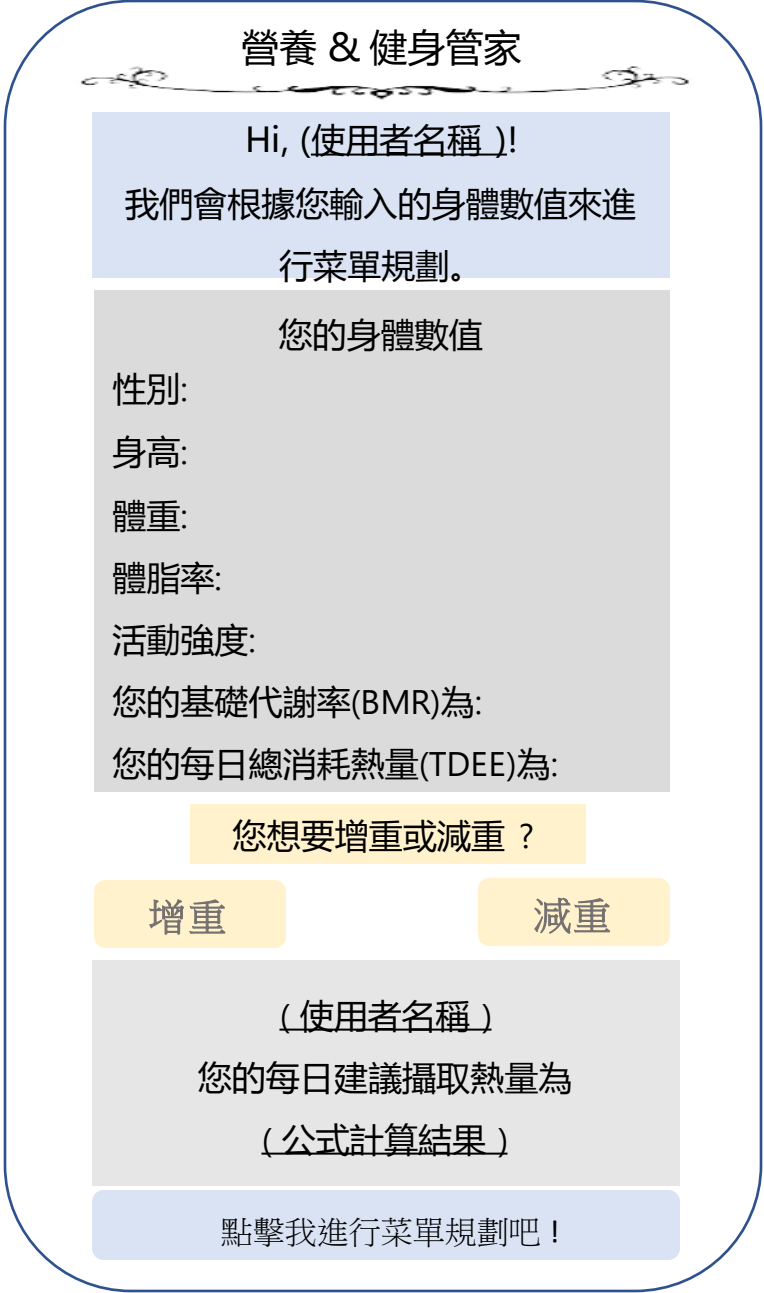 營養 & 健身管家
Hi, (使用者名稱 )!
我們會根據您輸入的身體數值來進
行菜單規劃。
您的身體數值
性別:
身高:
體重:
體脂率:
活動強度:
您的基礎代謝率(BMR)為:
您的每日總消耗熱量(TDEE)為:
您想要增重或減重 ?
增重
減重
( 使用者名稱 )
您的每日建議攝取熱量為
( 公式計算結果 )
點擊我進行菜單規劃吧 !